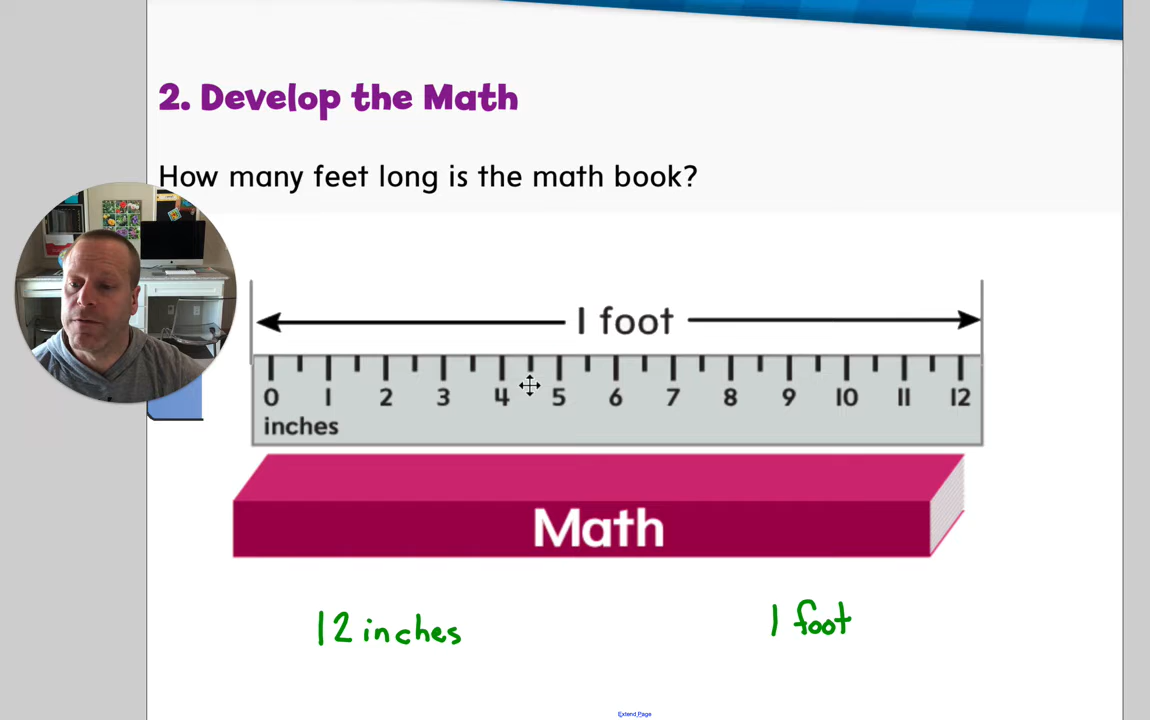 2. Develop the Math
How many feet long is the math book?
1 foot
0 1 2 3 4 5 6 7 8 9 10 11 12
inches
Math
12 inches 1 foot
Extend Page